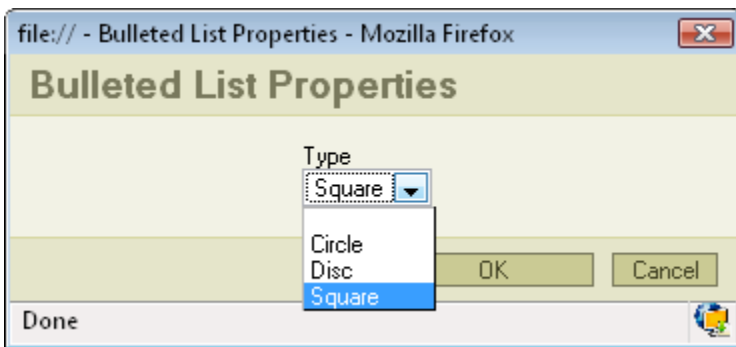 file:// - Bulleted List Properties - Mozilla Firefox
Bulleted List Properties
Type
Square
Circle
Disc
Square
OK Cancel
Done